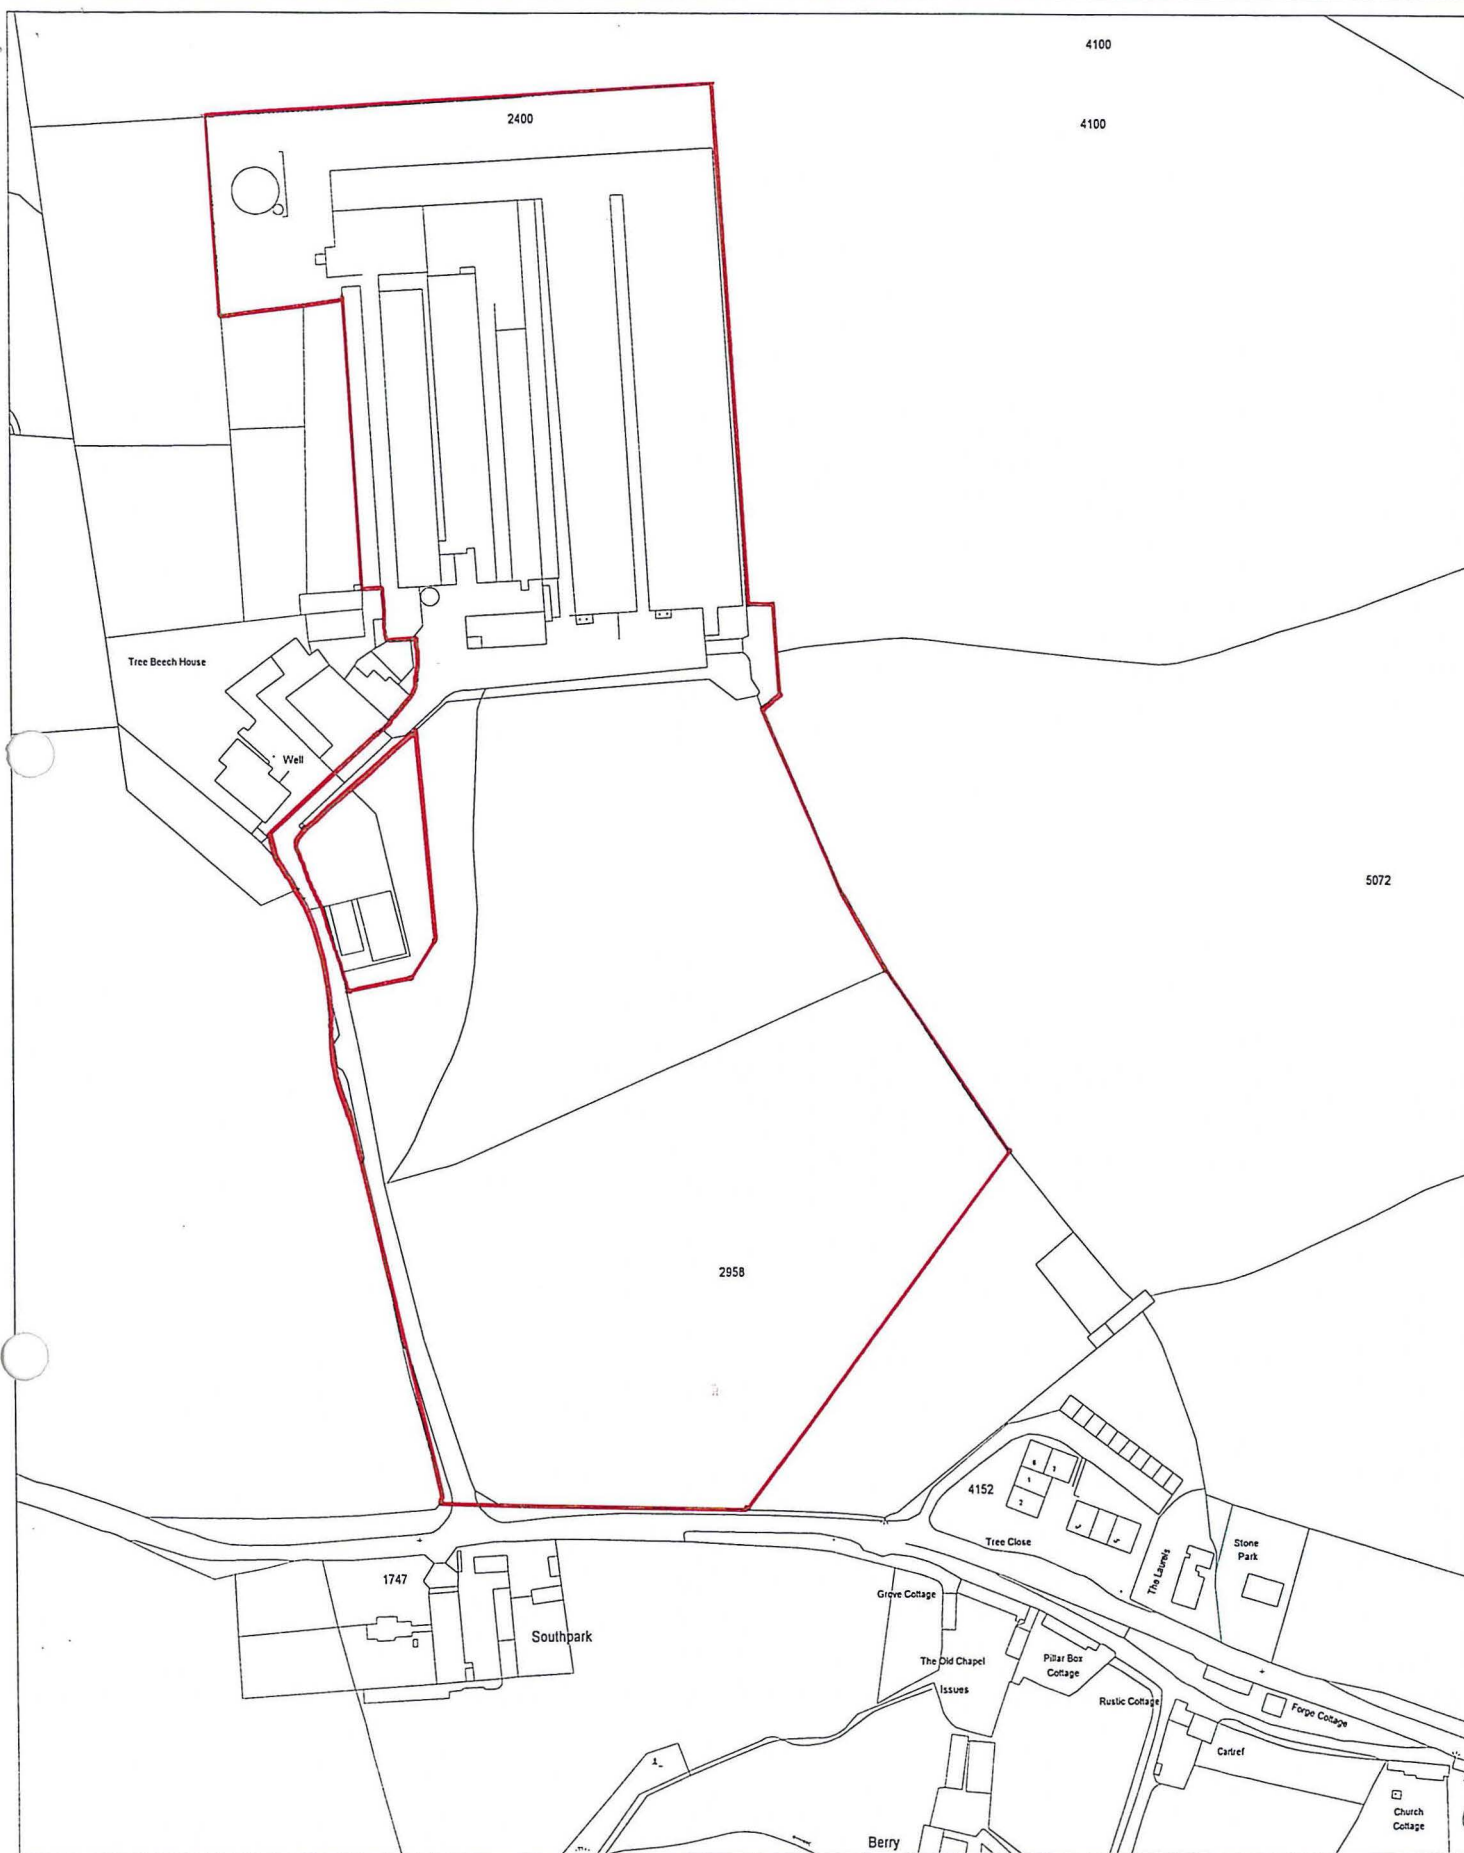 4100
2400
4100
Tree Beech House
Well
5072
2958
4152
Tree Close
The Laurels
Stone
Park
1747
Southpark
Grove Cottage
The Old Chapel
Issues
Pillar Box
Cottage
Rustic Cottage
Forge Cottage
Cartref
Church
Cottage
Berry